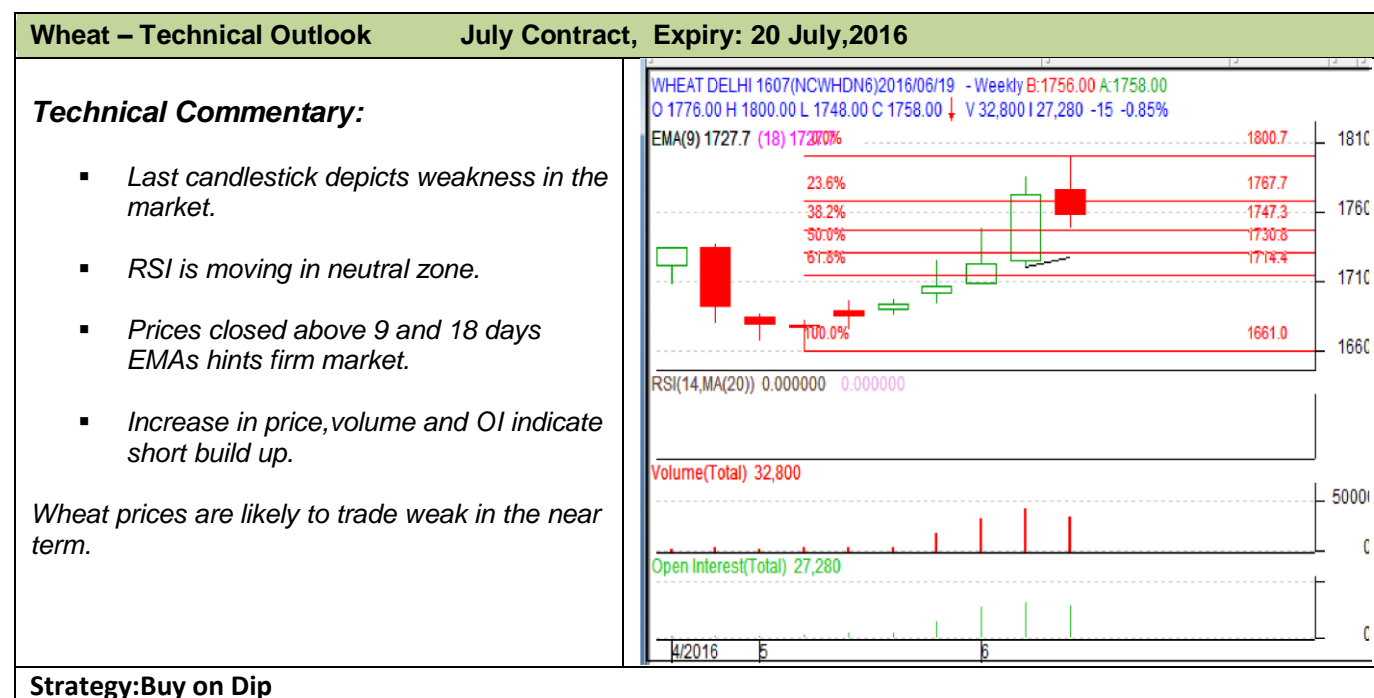 Wheat – Technical Outlook July Contract, Expiry: 20 July,2016
Technical Commentary:
▪ Last candlestick depicts weakness in the
market.
▪ RSI is moving in neutral zone.
▪ Prices closed above 9 and 18 days
EMAs hints firm market.
▪ Increase in price,volume and OI indicate
short build up.
Wheat prices are likely to trade weak in the near
term.
WHEAT DELHI 1607(NCWHDN6)2016/06/19 - Weekly B:1756.00 A:1758.00
O 1776.00 H 1800.00 L 1748.00 C 1758.00 V 32,800 I 27,280 -15 -0.85%
EMA(9) 1727.7 (18)
1800.7
1810
23.6% 1767.7
38.2% 1747.3
1760
50.0% 1730.8
61.8% 1714.4
1710
100.0% 1661.0
1660
RSI(14,MA(20)) 0.000000 0.000000
Volume(Total) 32,800
5000
0
Open Interest(Total) 27,280
0
4/2016 5 6
Strategy:Buy on Dip